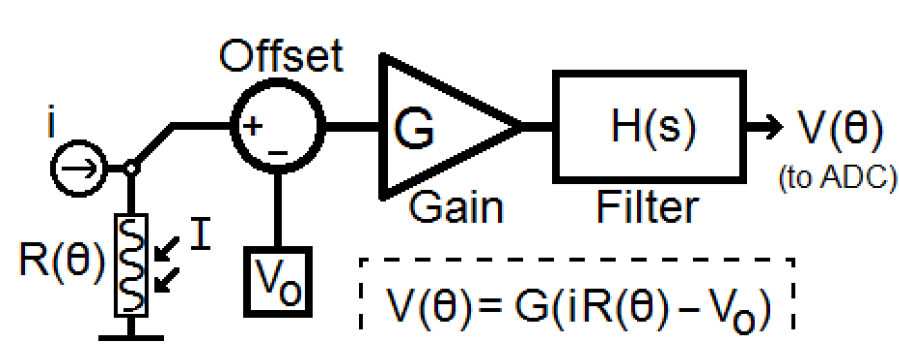 Offset
i
+
−
G
Gain
H(s)
Filter
V(θ)
(to ADC)
R(θ)
I
Vo
V(θ) = G(iR(θ) − Vo)